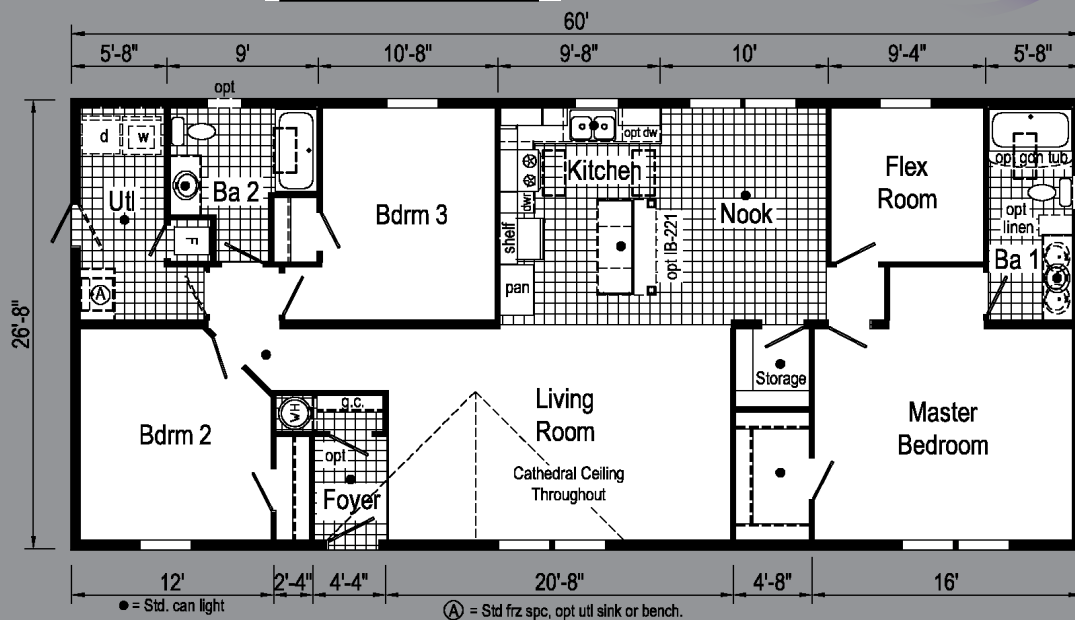 60'
5'-8" 9' 10'-8" 9'-8" 10' 9'-4" 5'-8"
opt
26'-8"
d w
Utl
Ba 2
F
A
Bdrm 3
Kitchen
opt dw
dwr
shelf
pan
opt IB-221
Nook
Flex
Room
opt gdn tub
opt
linen
Ba 1
Bdrm 2
WH
g.c.
opt
Foyer
Living
Room
Cathedral Ceiling
Throughout
Storage
Master
Bedroom
12' 2'-4" 4'-4" 20'-8" 4'-8" 16'
● = Std. can light
Ⓐ = Std frz spc, opt utl sink or bench.